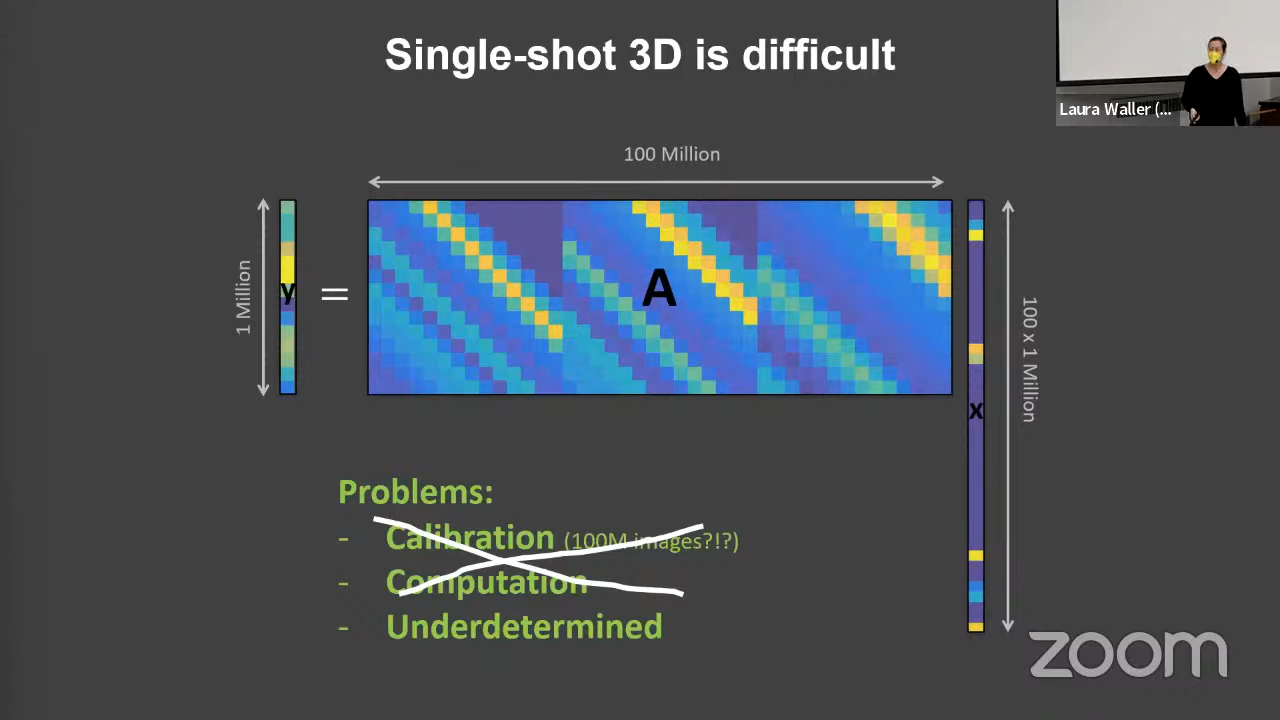 Single-shot 3D is difficult
Laura Waller (...
100 Million
1 Million
y
=
A
x
100 x 1 Million
Problems:
- Calibration (100M images?!?)
- Computation
- Underdetermined
zoom